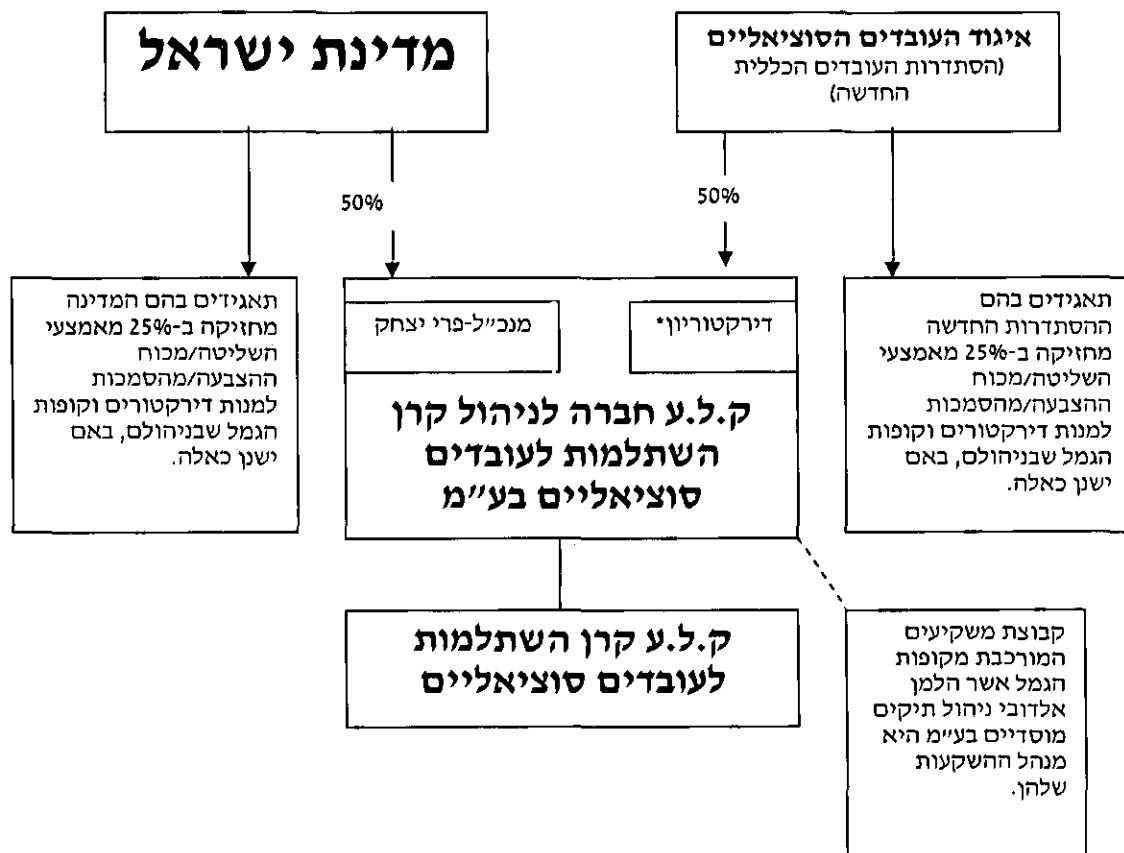 איגוד העובדים הסוציאליים
(הסתדרות העובדים הכללית
החדשה)
מדינת ישראל
50%
50%
תאגידים בהם
ההסתדרות החדשה
מחזיקה ב-25% מאמצעי
השליטה/מכוח
ההצבעה/מהסמכות
למנות דירקטורים וקופות
הגמל שבניהולם, באם
ישנן כאלה.
דירקטוריון*
מנכ״ל-פרי יצחק
ק.ל.ע חברה לניהול קרן
השתלמות לעובדים
סוציאליים בע״מ
תאגידים בהם המדינה
מחזיקה ב-25% מאמצעי
השליטה/מכוח
ההצבעה/מהסמכות
למנות דירקטורים וקופות
הגמל שבניהולם, באם
ישנן כאלה.
ק.ל.ע קרן השתלמות
לעובדים סוציאליים
קבוצת משקיעים
המורכבת מקופות
הגמל אשר הלמן
אלדובי ניהול תיקים
מוסדיים בע״מ היא
מנהל ההשקעות
שלהן.